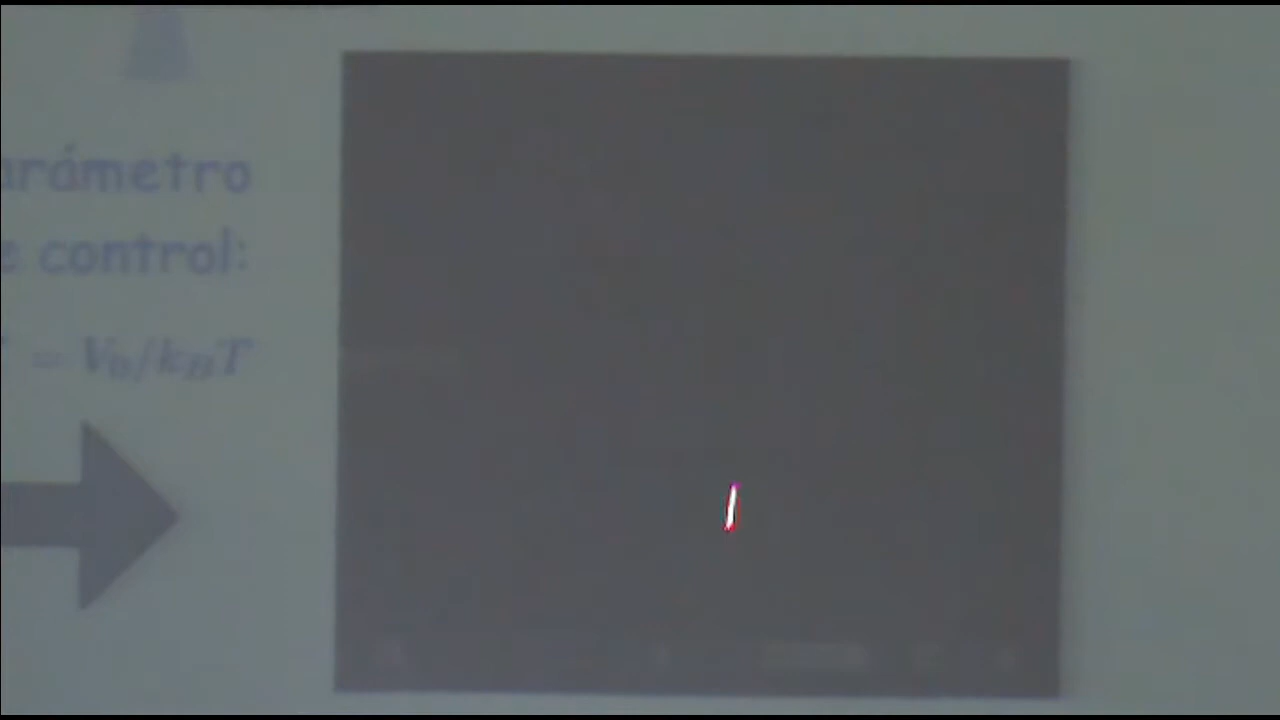 arámetro
e control:
= V₀/k_BT